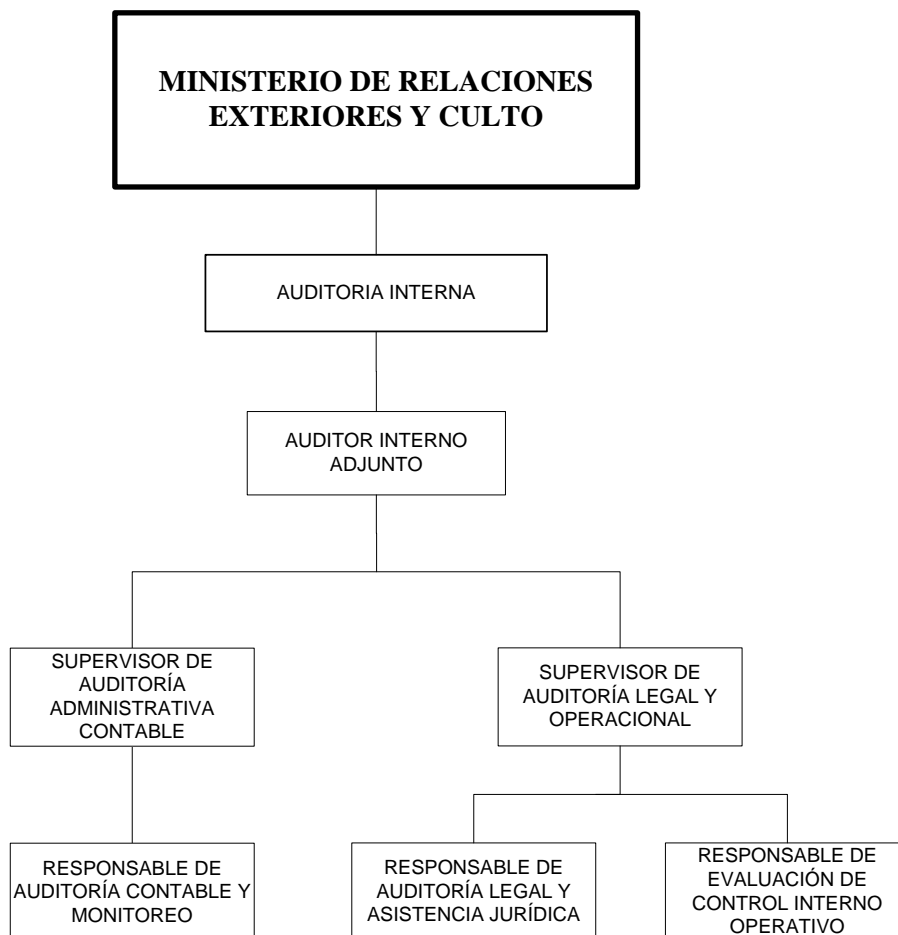 MINISTERIO DE RELACIONES
EXTERIORES Y CULTO
AUDITORIA INTERNA
AUDITOR INTERNO
ADJUNTO
SUPERVISOR DE
AUDITORÍA
ADMINISTRATIVA
CONTABLE
SUPERVISOR DE
AUDITORÍA LEGAL Y
OPERACIONAL
RESPONSABLE DE
AUDITORÍA CONTABLE Y
MONITOREO
RESPONSABLE DE
AUDITORÍA LEGAL Y
ASISTENCIA JURÍDICA
RESPONSABLE DE
EVALUACIÓN DE
CONTROL INTERNO
OPERATIVO